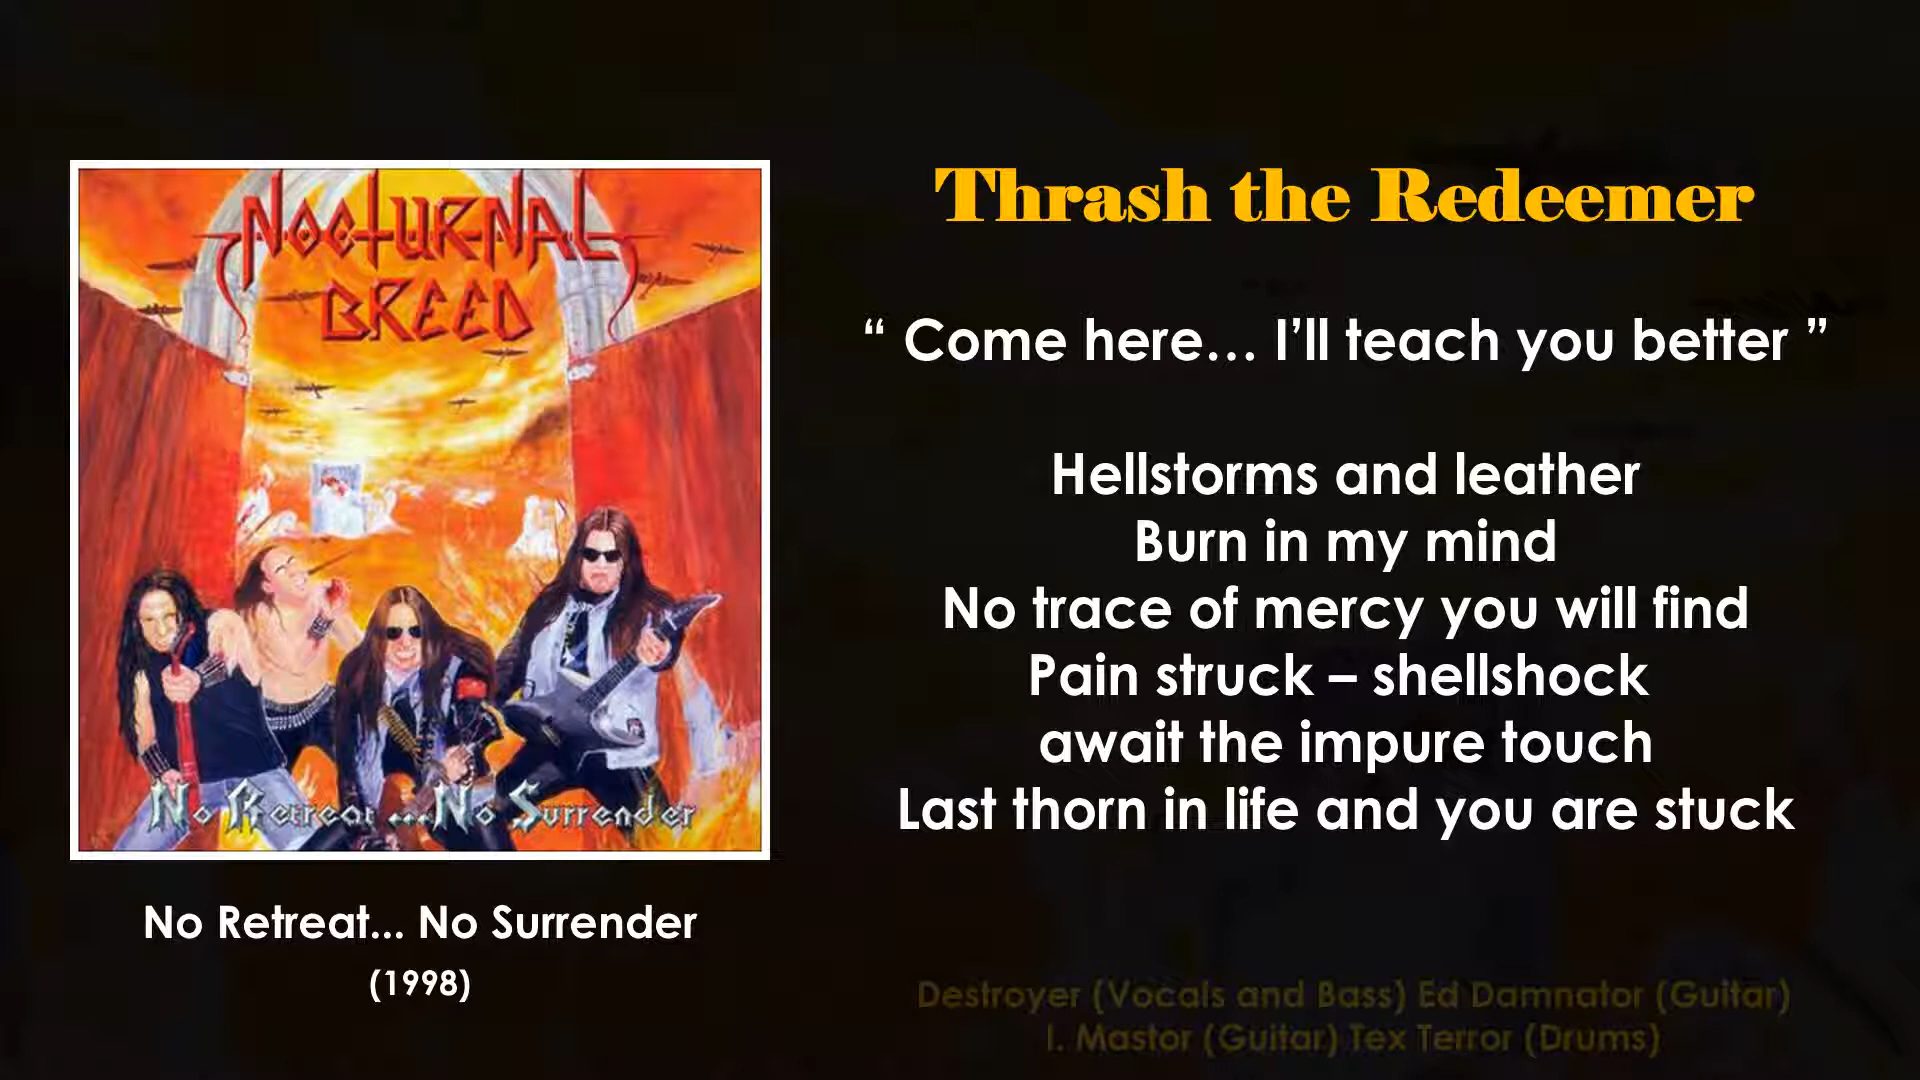 NOCTURNAL
BREED
No Retreat ...No Surrender
No Retreat... No Surrender
(1998)
Thrash the Redeemer
“ Come here… I’ll teach you better ”
Hellstorms and leather
Burn in my mind
No trace of mercy you will find
Pain struck – shellshock
await the impure touch
Last thorn in life and you are stuck
Destroyer (Vocals and Bass) Ed Damnator (Guitar)
I. Mastor (Guitar) Tex Terror (Drums)